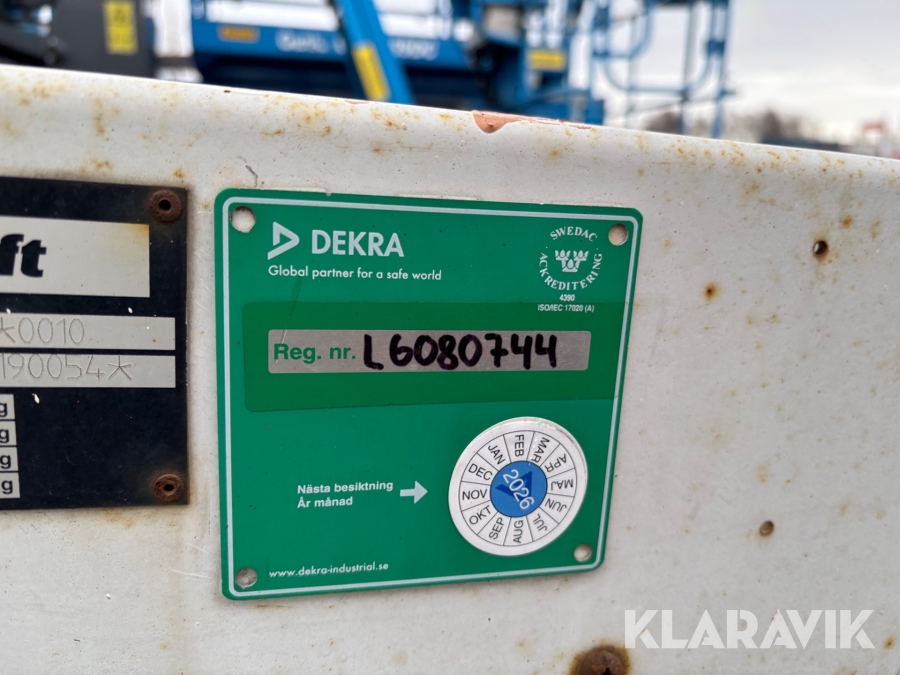 ft
*0010
190054*
g
g
g
g
DEKRA
Global partner for a safe world
SWEDAC
ACKREDITERING
4390
ISO/IEC 17020 (A)
Reg. nr. L6080744
Nästa besiktning
År månad
JAN
FEB
MAR
APR
MAJ
JUN
JUL
AUG
SEP
OKT
NOV
DEC
2026
www.dekra-industrial.se
KLARAVIK